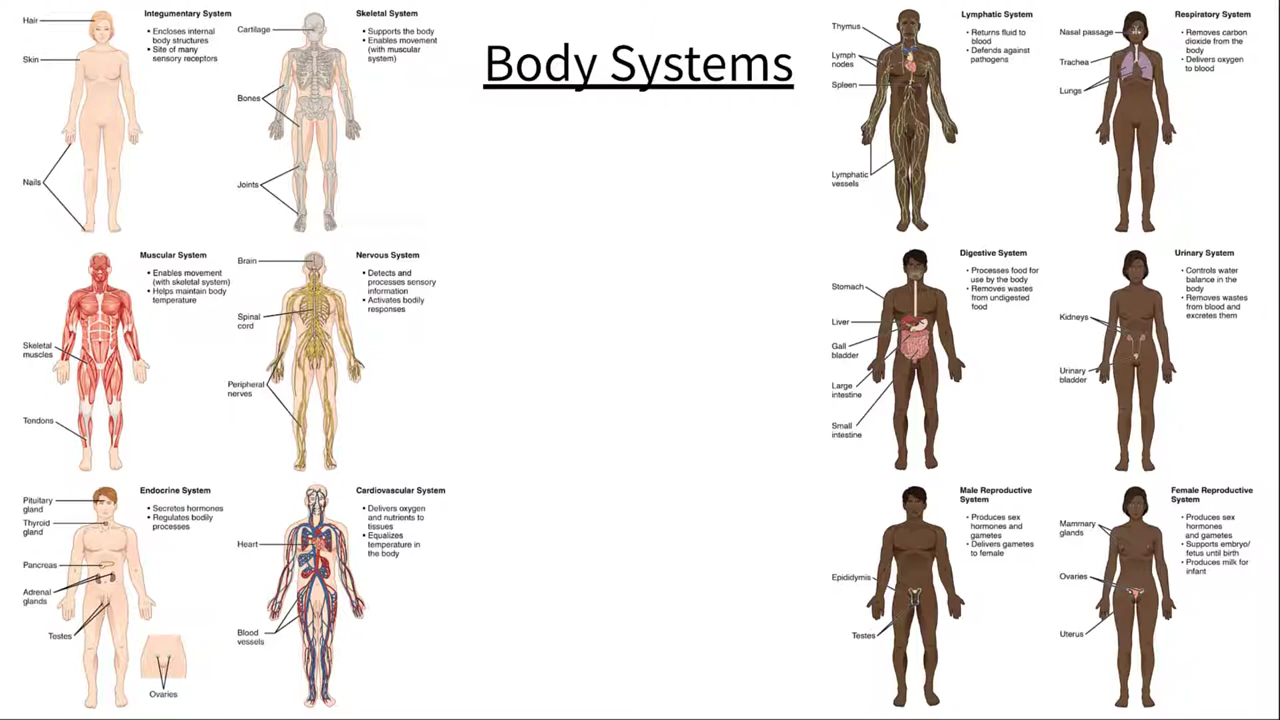 Body Systems
Integumentary System
• Encloses internal
body structures
• Site of many
sensory receptors
Hair
Skin
Nails
Skeletal System
• Supports the body
• Enables movement
(with muscular
system)
Cartilage
Bones
Joints
Muscular System
• Enables movement
(with skeletal system)
• Helps maintain body
temperature
Skeletal
muscles
Tendons
Nervous System
• Detects and
processes sensory
information
• Activates bodily
responses
Brain
Spinal
cord
Peripheral
nerves
Endocrine System
• Secretes hormones
• Regulates bodily
processes
Pituitary
gland
Thyroid
gland
Pancreas
Adrenal
glands
Testes
Ovaries
Cardiovascular System
• Delivers oxygen
and nutrients to
tissues
• Equalizes
temperature in
the body
Heart
Blood
vessels
Lymphatic System
• Returns fluid to
blood
• Defends against
pathogens
Thymus
Lymph
nodes
Spleen
Lymphatic
vessels
Respiratory System
• Removes carbon
dioxide from the
body
• Delivers oxygen
to blood
Nasal passage
Trachea
Lungs
Digestive System
• Processes food for
use by the body
• Removes wastes
from undigested
food
Stomach
Liver
Gall
bladder
Large
intestine
Small
intestine
Urinary System
• Controls water
balance in the
body
• Removes wastes
from blood and
excretes them
Kidneys
Urinary
bladder
Male Reproductive
System
• Produces sex
hormones and
gametes
• Delivers gametes
to female
Epididymis
Testes
Female Reproductive
System
• Produces sex
hormones
and gametes
• Supports embryo/
fetus until birth
• Produces milk for
infant
Mammary
glands
Ovaries
Uterus